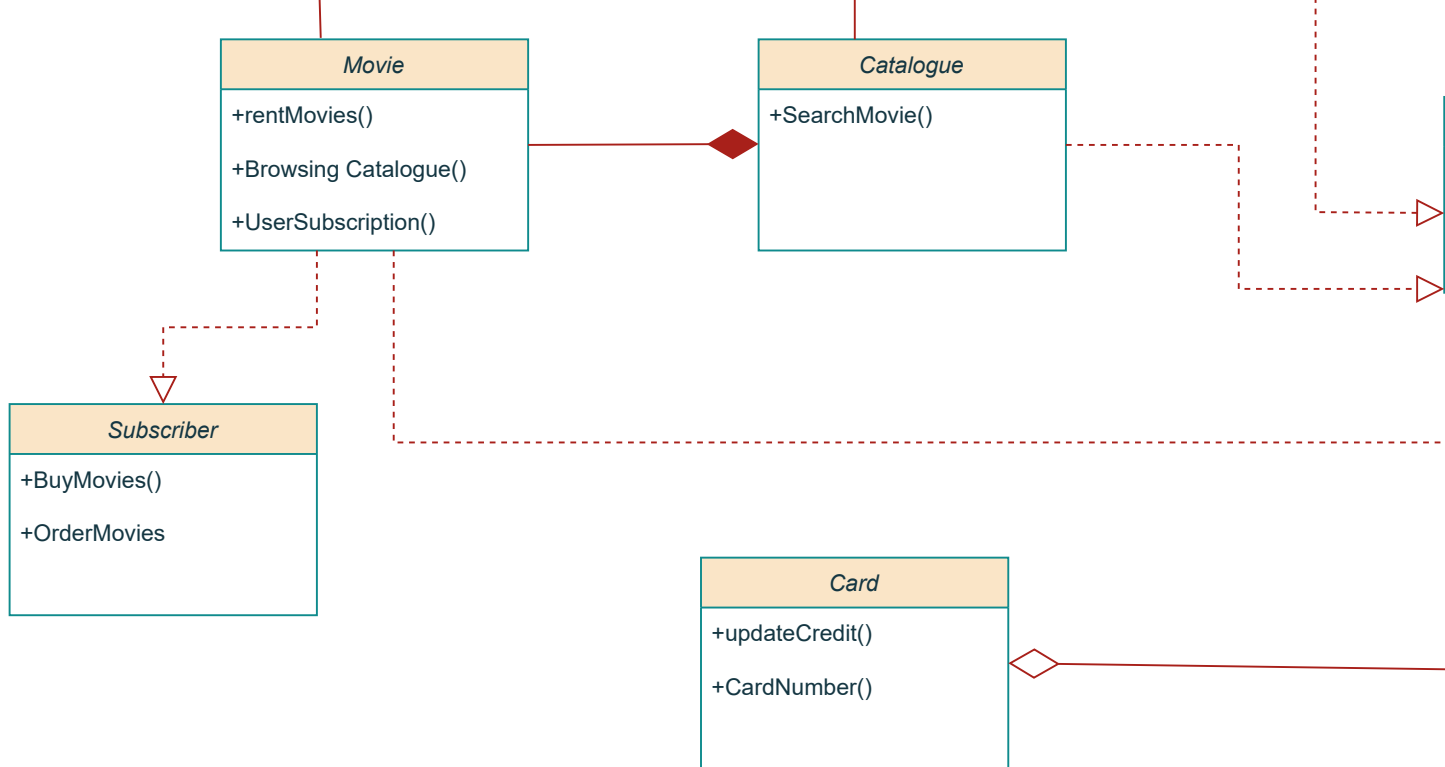 Movie
+rentMovies()
+Browsing Catalogue()
+UserSubscription()
Catalogue
+SearchMovie()
Subscriber
+BuyMovies()
+OrderMovies
Card
+updateCredit()
+CardNumber()